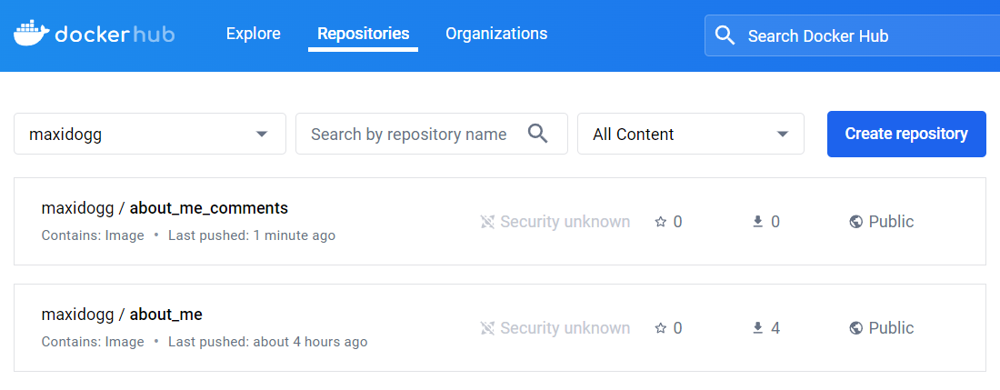 dockerhub Explore Repositories Organizations Search Docker Hub
maxidogg Search by repository name All Content Create repository
maxidogg / about_me_comments
Contains: Image • Last pushed: 1 minute ago
Security unknown 0 0 Public
maxidogg / about_me
Contains: Image • Last pushed: about 4 hours ago
Security unknown 0 4 Public